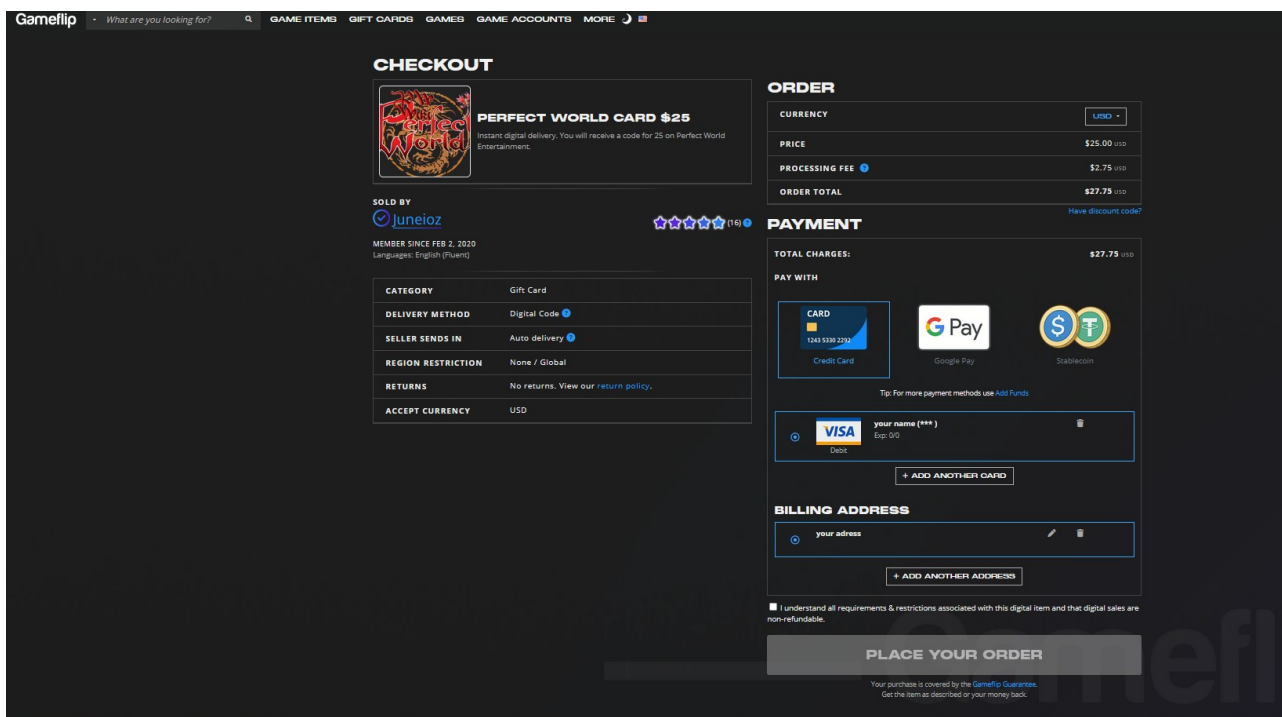 Gameflip
What are you looking for?
GAME ITEMS GIFT CARDS GAMES GAME ACCOUNTS MORE
CHECKOUT
Perfect World
PERFECT WORLD CARD $25
Instant digital delivery. You will receive a code for 25 on Perfect World
Entertainment.
SOLD BY
Juneioz
(16)
MEMBER SINCE FEB 2, 2020
Languages: English (Fluent)
CATEGORY Gift Card
DELIVERY METHOD Digital Code
SELLER SENDS IN Auto delivery
REGION RESTRICTION None / Global
RETURNS No returns. View our return policy.
ACCEPT CURRENCY USD
ORDER
CURRENCY USD
PRICE $25.00 USD
PROCESSING FEE $2.75 USD
ORDER TOTAL $27.75 USD
Have discount code?
PAYMENT
TOTAL CHARGES: $27.75 USD
PAY WITH
CARD
1243 5330 2292
Credit Card
G Pay
Google Pay
Stablecoin
Tip: For more payment methods use Add Funds
VISA
Debit
your name (*** )
Exp: 0/0
+ ADD ANOTHER CARD
BILLING ADDRESS
your adress
+ ADD ANOTHER ADDRESS
I understand all requirements & restrictions associated with this digital item and that digital sales are
non-refundable.
PLACE YOUR ORDER
Your purchase is covered by the Gameflip Guarantee.
Get the item as described or your money back.
Gamefl